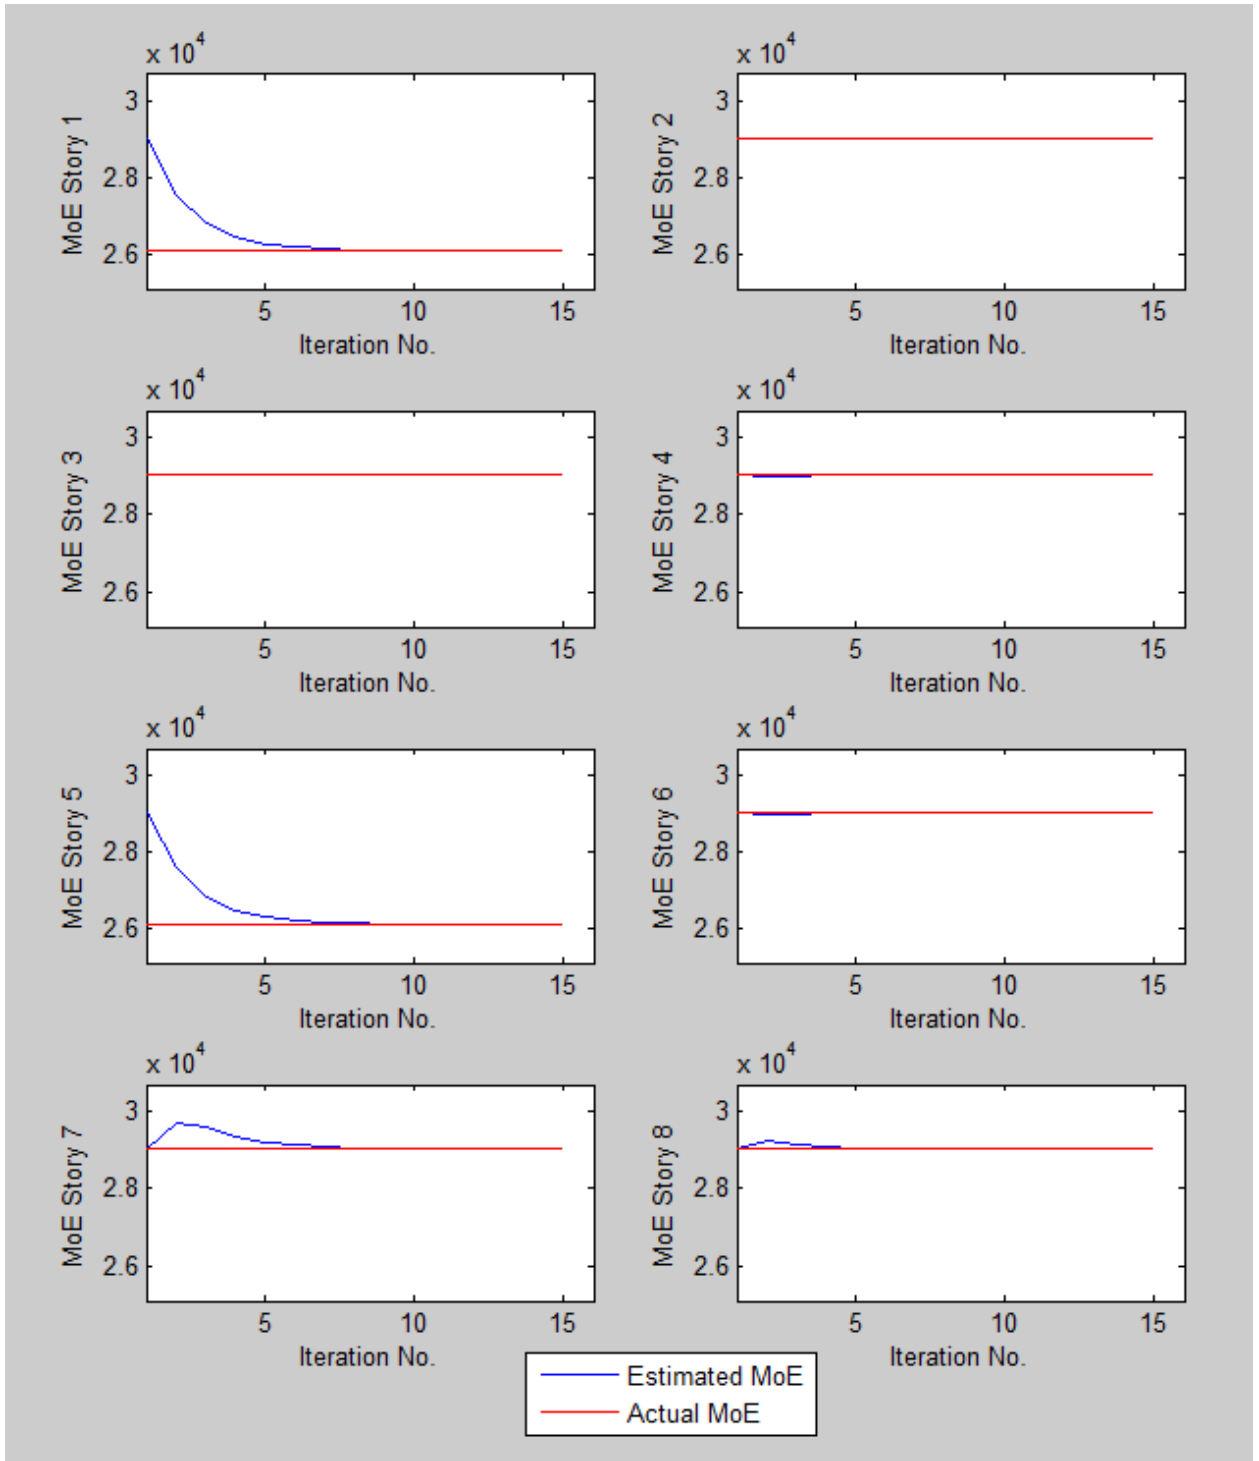 x 10^4
MoE Story 1
3
2.8
2.6
5 10 15
Iteration No.
x 10^4
MoE Story 2
3
2.8
2.6
5 10 15
Iteration No.
x 10^4
MoE Story 3
3
2.8
2.6
5 10 15
Iteration No.
x 10^4
MoE Story 4
3
2.8
2.6
5 10 15
Iteration No.
x 10^4
MoE Story 5
3
2.8
2.6
5 10 15
Iteration No.
x 10^4
MoE Story 6
3
2.8
2.6
5 10 15
Iteration No.
x 10^4
MoE Story 7
3
2.8
2.6
5 10 15
Iteration No.
x 10^4
MoE Story 8
3
2.8
2.6
5 10 15
Iteration No.
Estimated MoE
Actual MoE